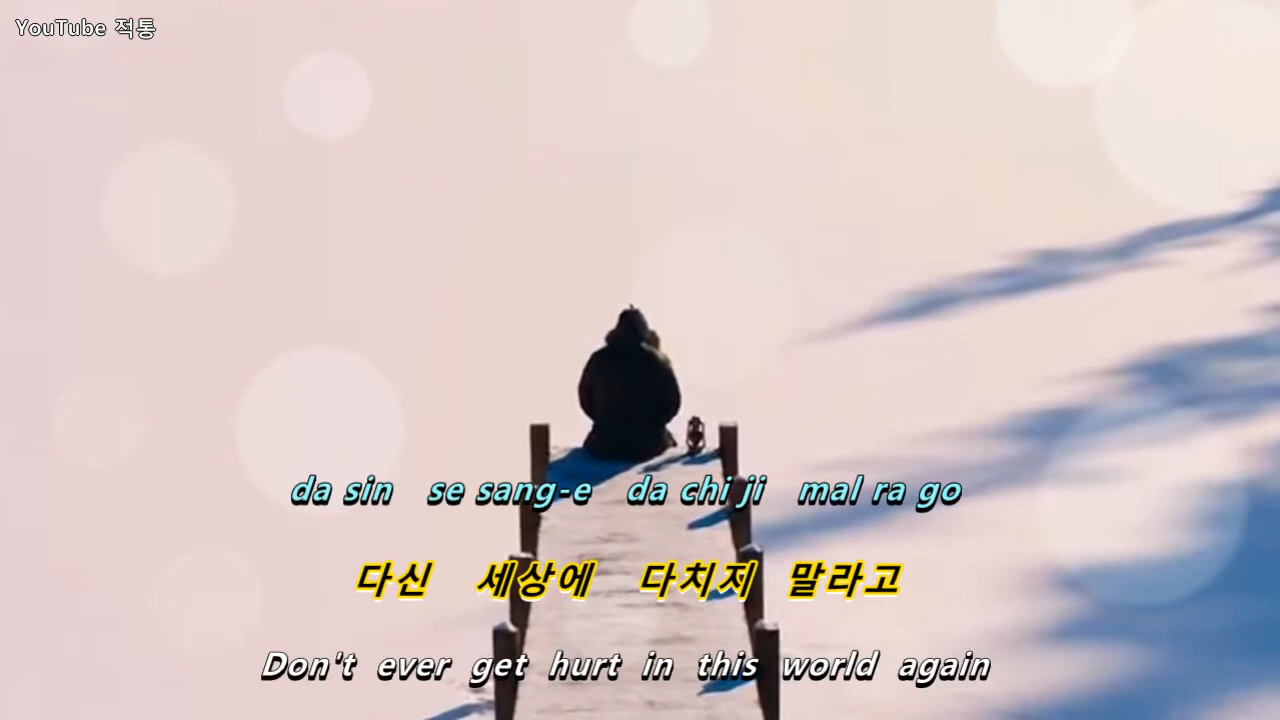 YouTube 적통
da sin se sang-e da chi ji mal ra go
다신 세상에 다치지 말라고
Don't ever get hurt in this world again